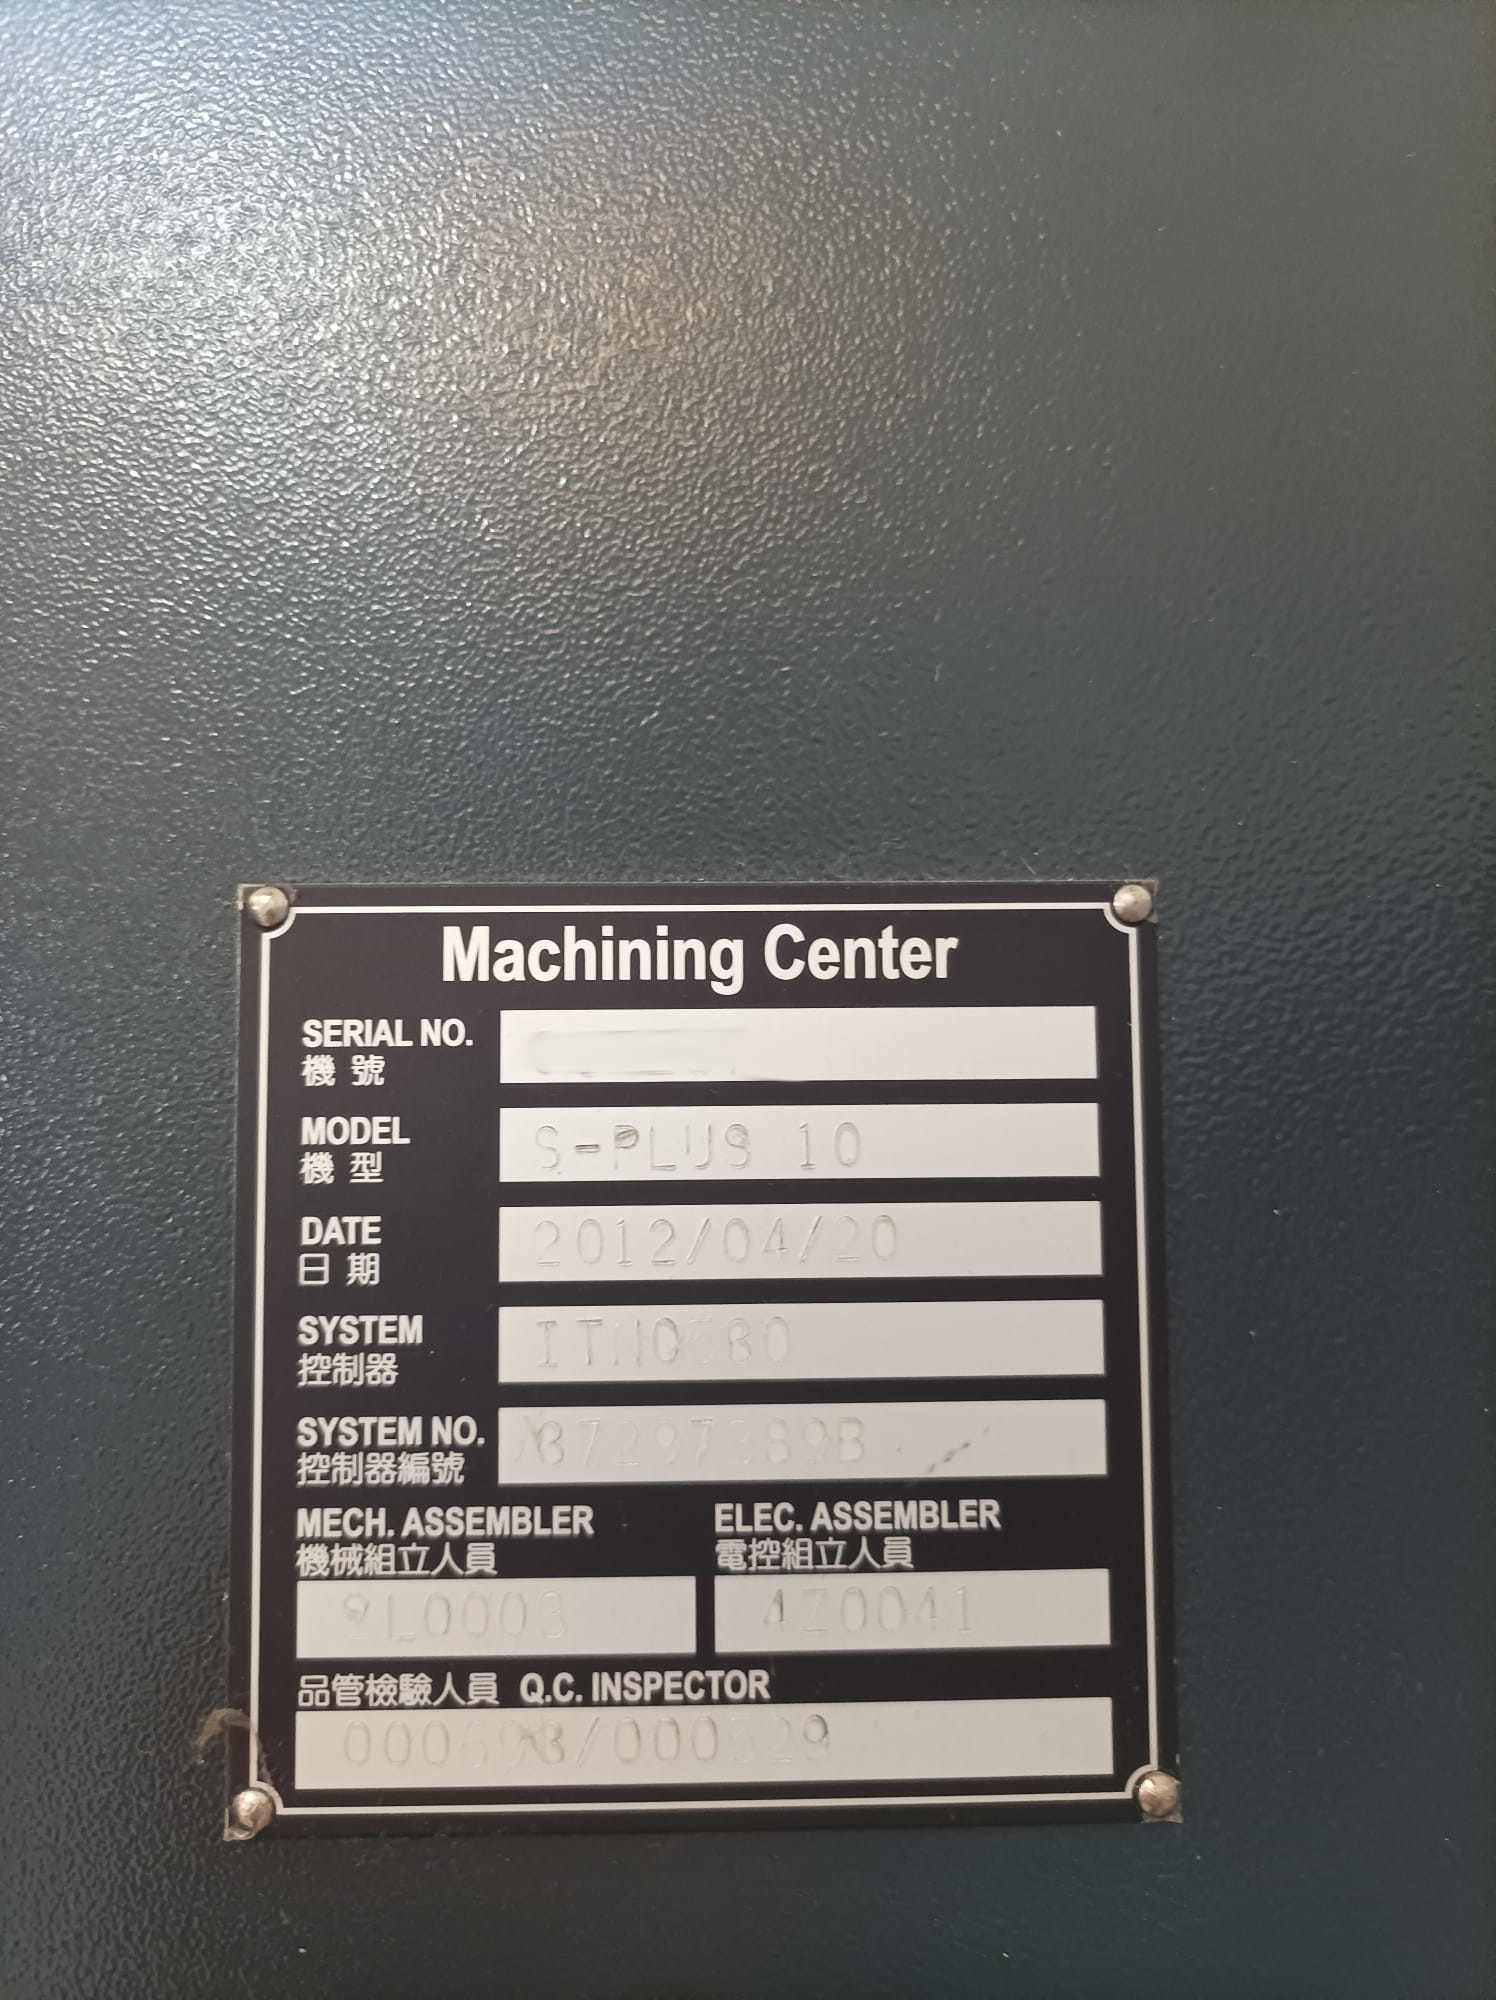 Machining Center
SERIAL NO.
機 號
MODEL S-PLUS 10
機 型
DATE 2012/04/20
日 期
SYSTEM
控制器
SYSTEM NO.
控制器編號
MECH. ASSEMBLER ELEC. ASSEMBLER
機械組立人員 電控組立人員
4Z0041
品管檢驗人員 Q.C. INSPECTOR